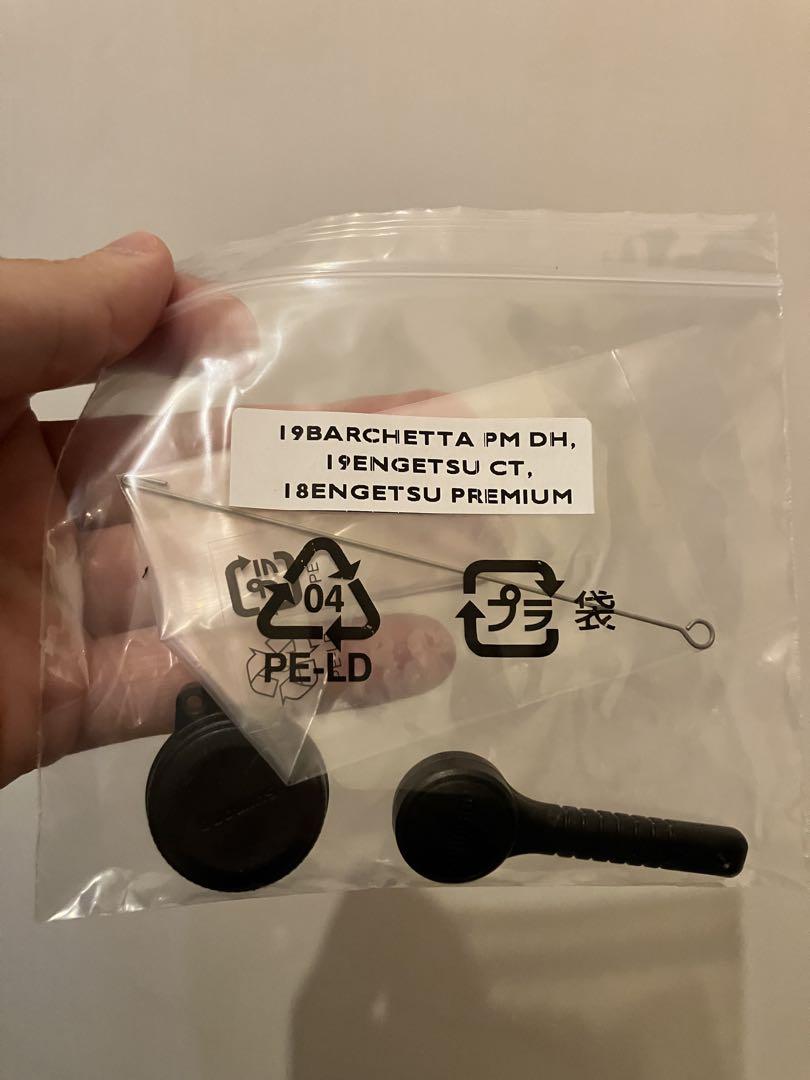 19BARCHETTA PM DH,
19ENGETSU CT,
18ENGETSU PREMIUM
04
PE-LD
プラ 袋